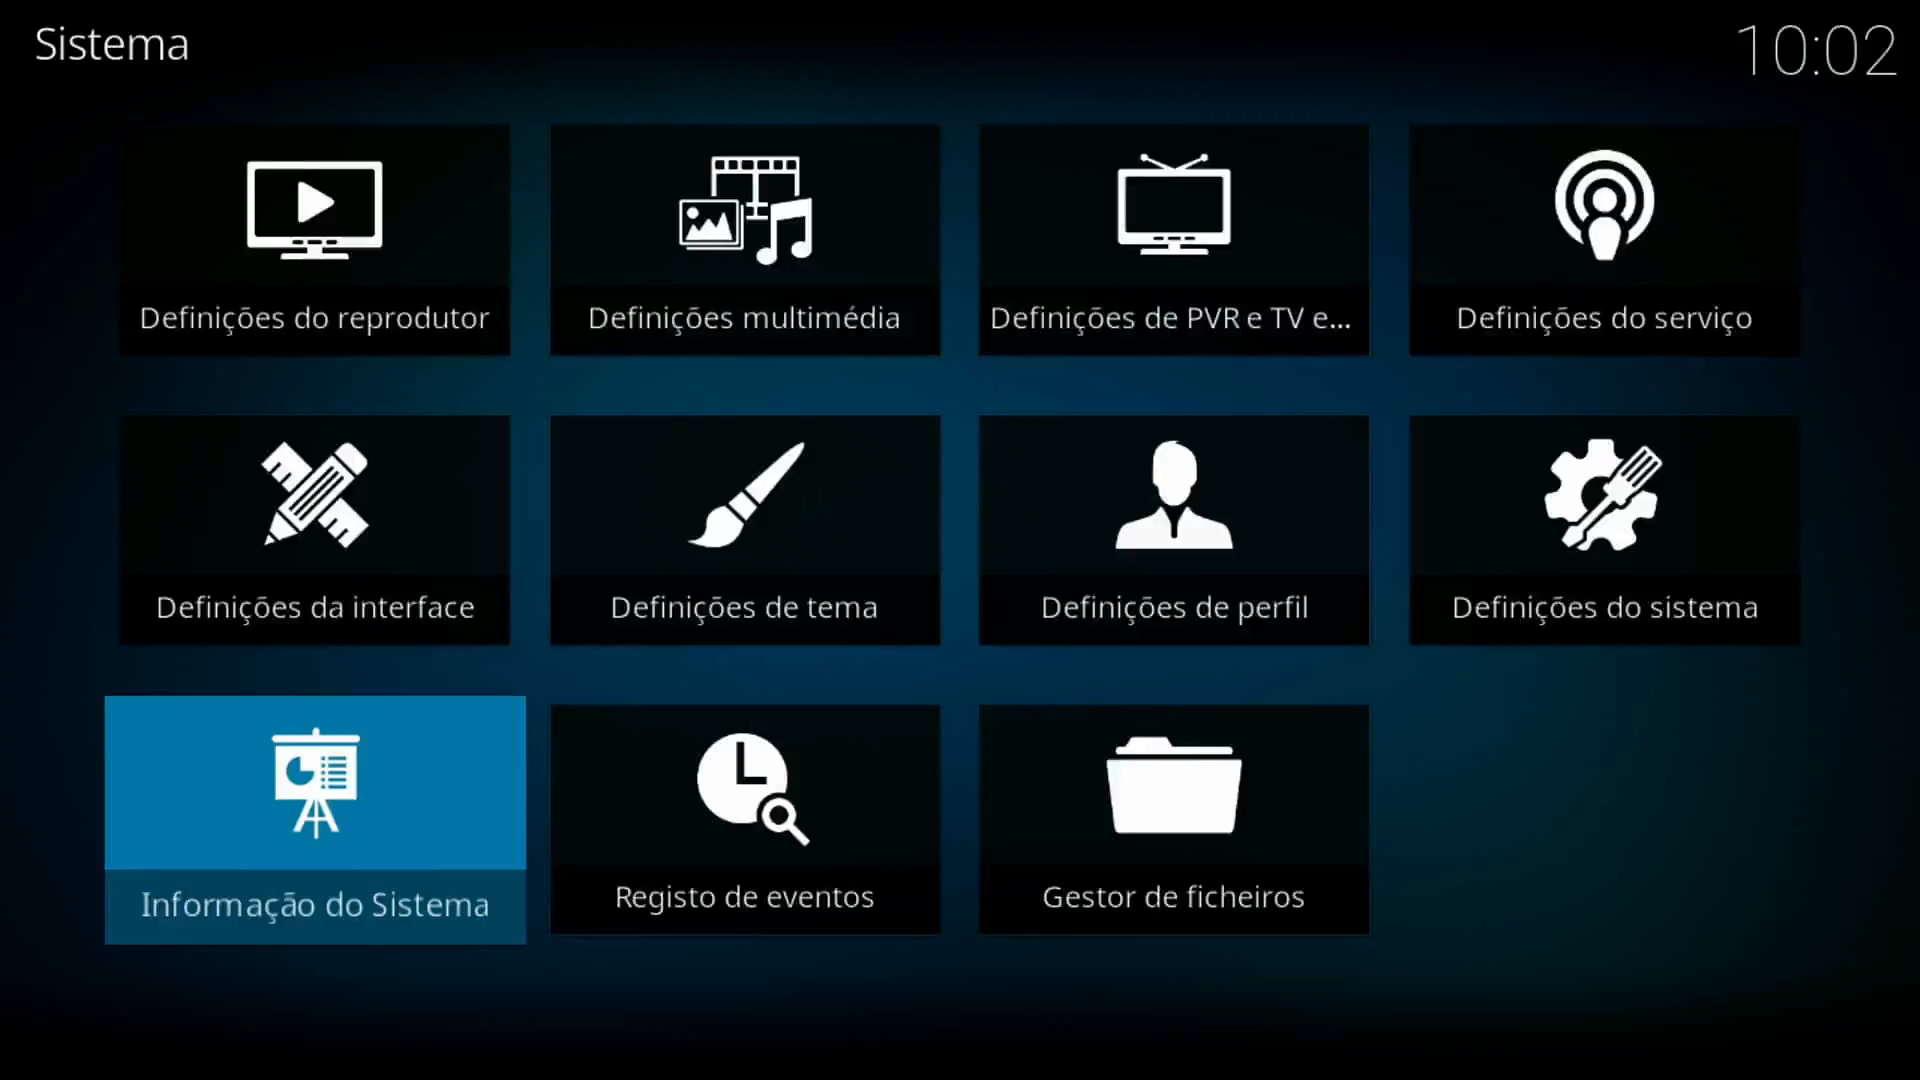 Sistema
10:02
Definições do reprodutor
Definições multimédia
Definições de PVR e TV e...
Definições do serviço
Definições da interface
Definições de tema
Definições de perfil
Definições do sistema
Informação do Sistema
Registo de eventos
Gestor de ficheiros